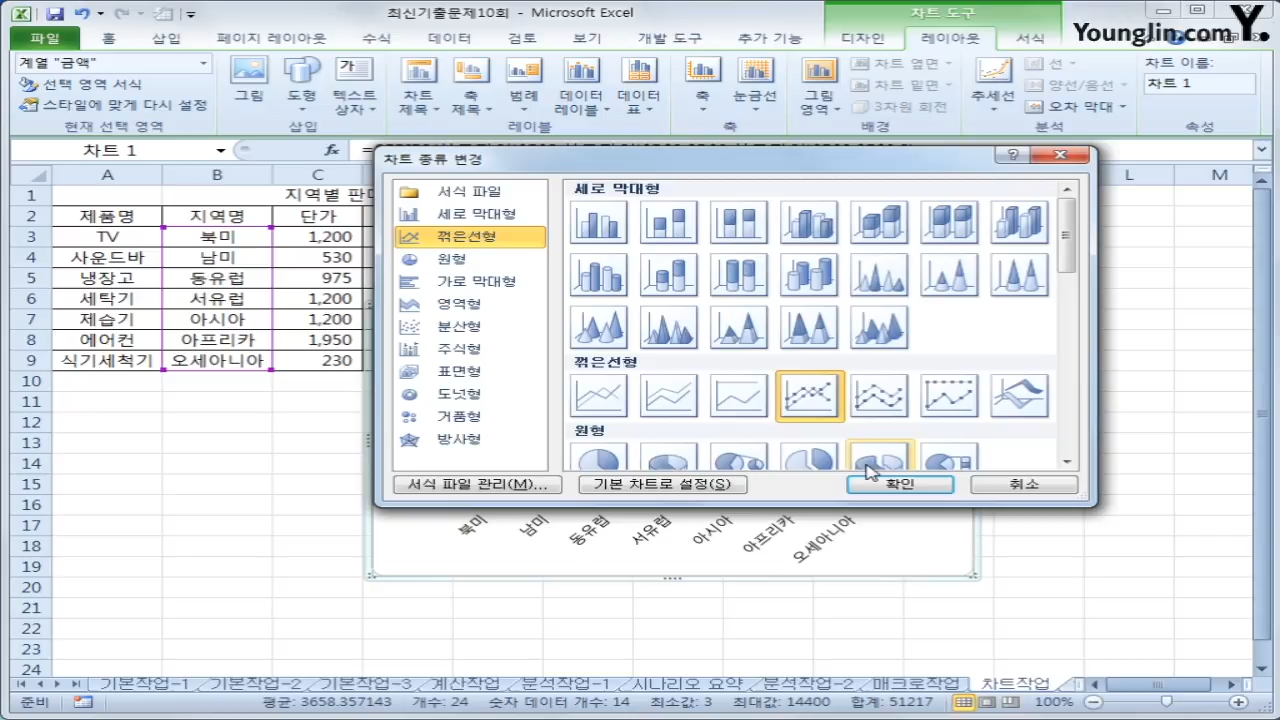 최신기출문제10회 - Microsoft Excel
차트 도구
YoungJin.com Y.
파일 홈 삽입 페이지 레이아웃 수식 데이터 검토 보기 개발 도구 추가 기능 디자인 레이아웃 서식
계열 "금액"
선택 영역 서식
스타일에 맞게 다시 설정
현재 선택 영역
그림 도형 텍스트 상자
삽입
차트 제목 축 제목 범례 데이터 레이블 데이터 표
레이블
축 눈금선
축
그림 영역 차트 옆면 차트 밑면 3차원 회전
배경
추세선 선 양선/음선 오차 막대
분석
차트 이름:
차트 1
속성
차트 1 fx =
A B C L M
1 지역별 판
2 제품명 지역명 단가
3 TV 북미 1,200
4 사운드바 남미 530
5 냉장고 동유럽 975
6 세탁기 서유럽 1,200
7 제습기 아시아 1,200
8 에어컨 아프리카 1,950
9 식기세척기 오세아니아 230
10
11
12
13
14
15
16
17
18
19
20
21
22
23
24
차트 종류 변경
서식 파일
세로 막대형
꺾은선형
원형
가로 막대형
영역형
분산형
주식형
표면형
도넛형
거품형
방사형
세로 막대형
꺾은선형
원형
서식 파일 관리(M)... 기본 차트로 설정(S) 확인 취소
북미 남미 동유럽 서유럽 아시아 아프리카 오세아니아
기본작업-1 기본작업-2 기본작업-3 계산작업 분석작업-1 시나리오 요약 분석작업-2 매크로작업 차트작업
준비 평균: 3658.357143 개수: 24 숫자 데이터 개수: 14 최소값: 3 최대값: 14400 합계: 51217 100%